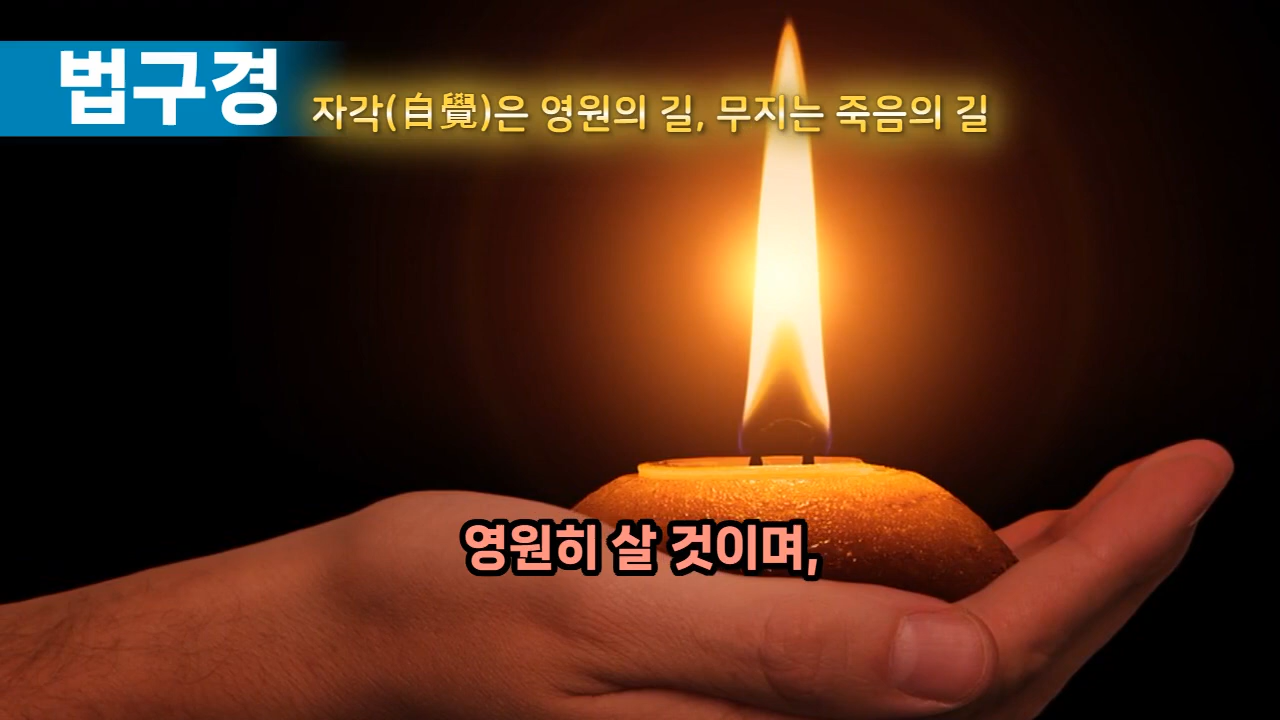 법구경
자각(自覺)은 영원의 길, 무지는 죽음의 길
영원히 살 것이며,